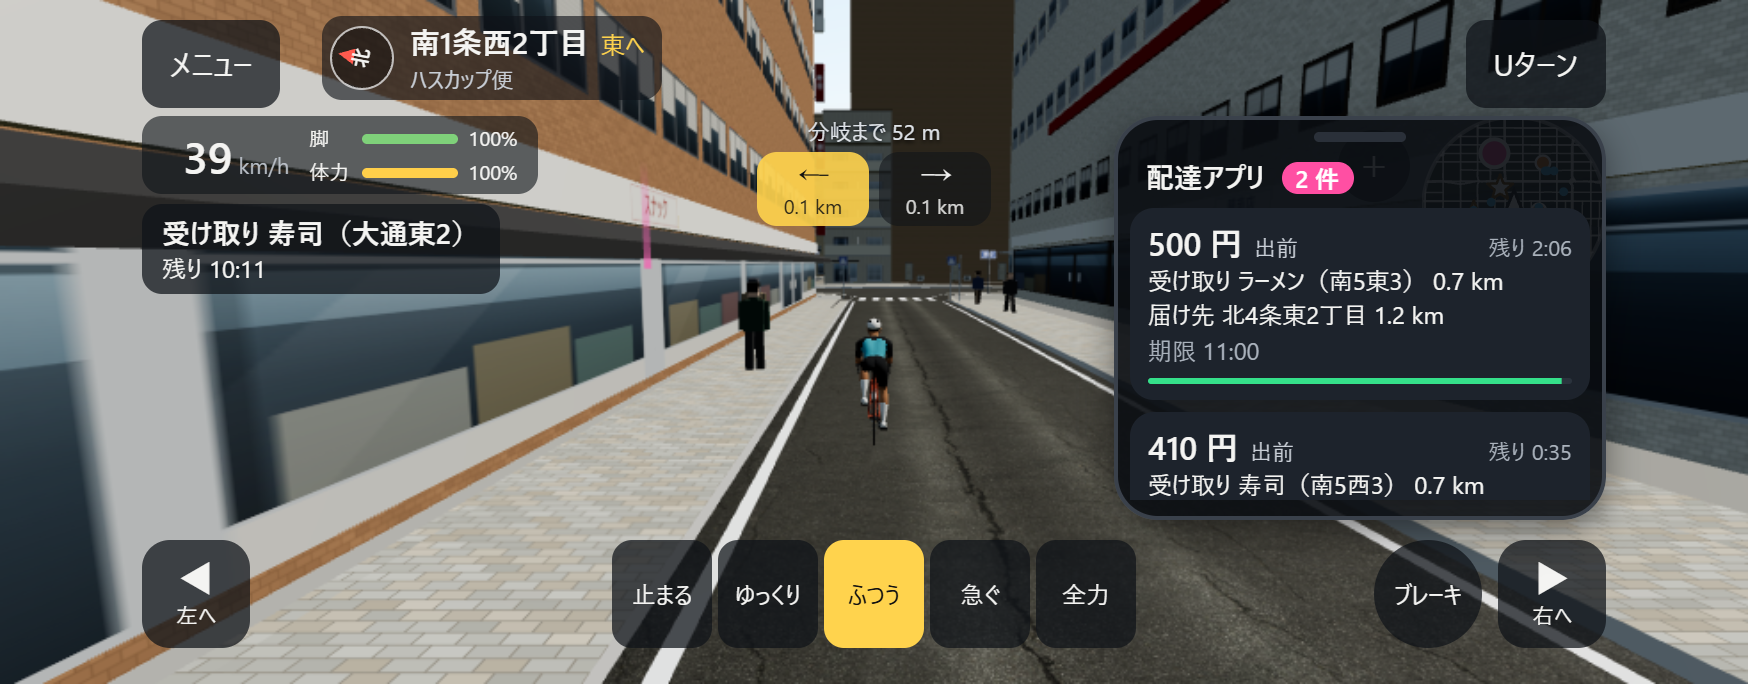 メニュー
北
南1条西2丁目 東へ
ハスカップ便
Uターン
39 km/h
脚 100%
体力 100%
受け取り 寿司（大通東2）
残り 10:11
分岐まで 52 m
← 0.1 km
→ 0.1 km
スナック
配達アプリ 2 件
500 円 出前 残り 2:06
受け取り ラーメン（南5東3） 0.7 km
届け先 北4条東2丁目 1.2 km
期限 11:00
410 円 出前 残り 0:35
受け取り 寿司（南5西3） 0.7 km
◀ 左へ
止まる
ゆっくり
ふつう
急ぐ
全力
ブレーキ
▶ 右へ